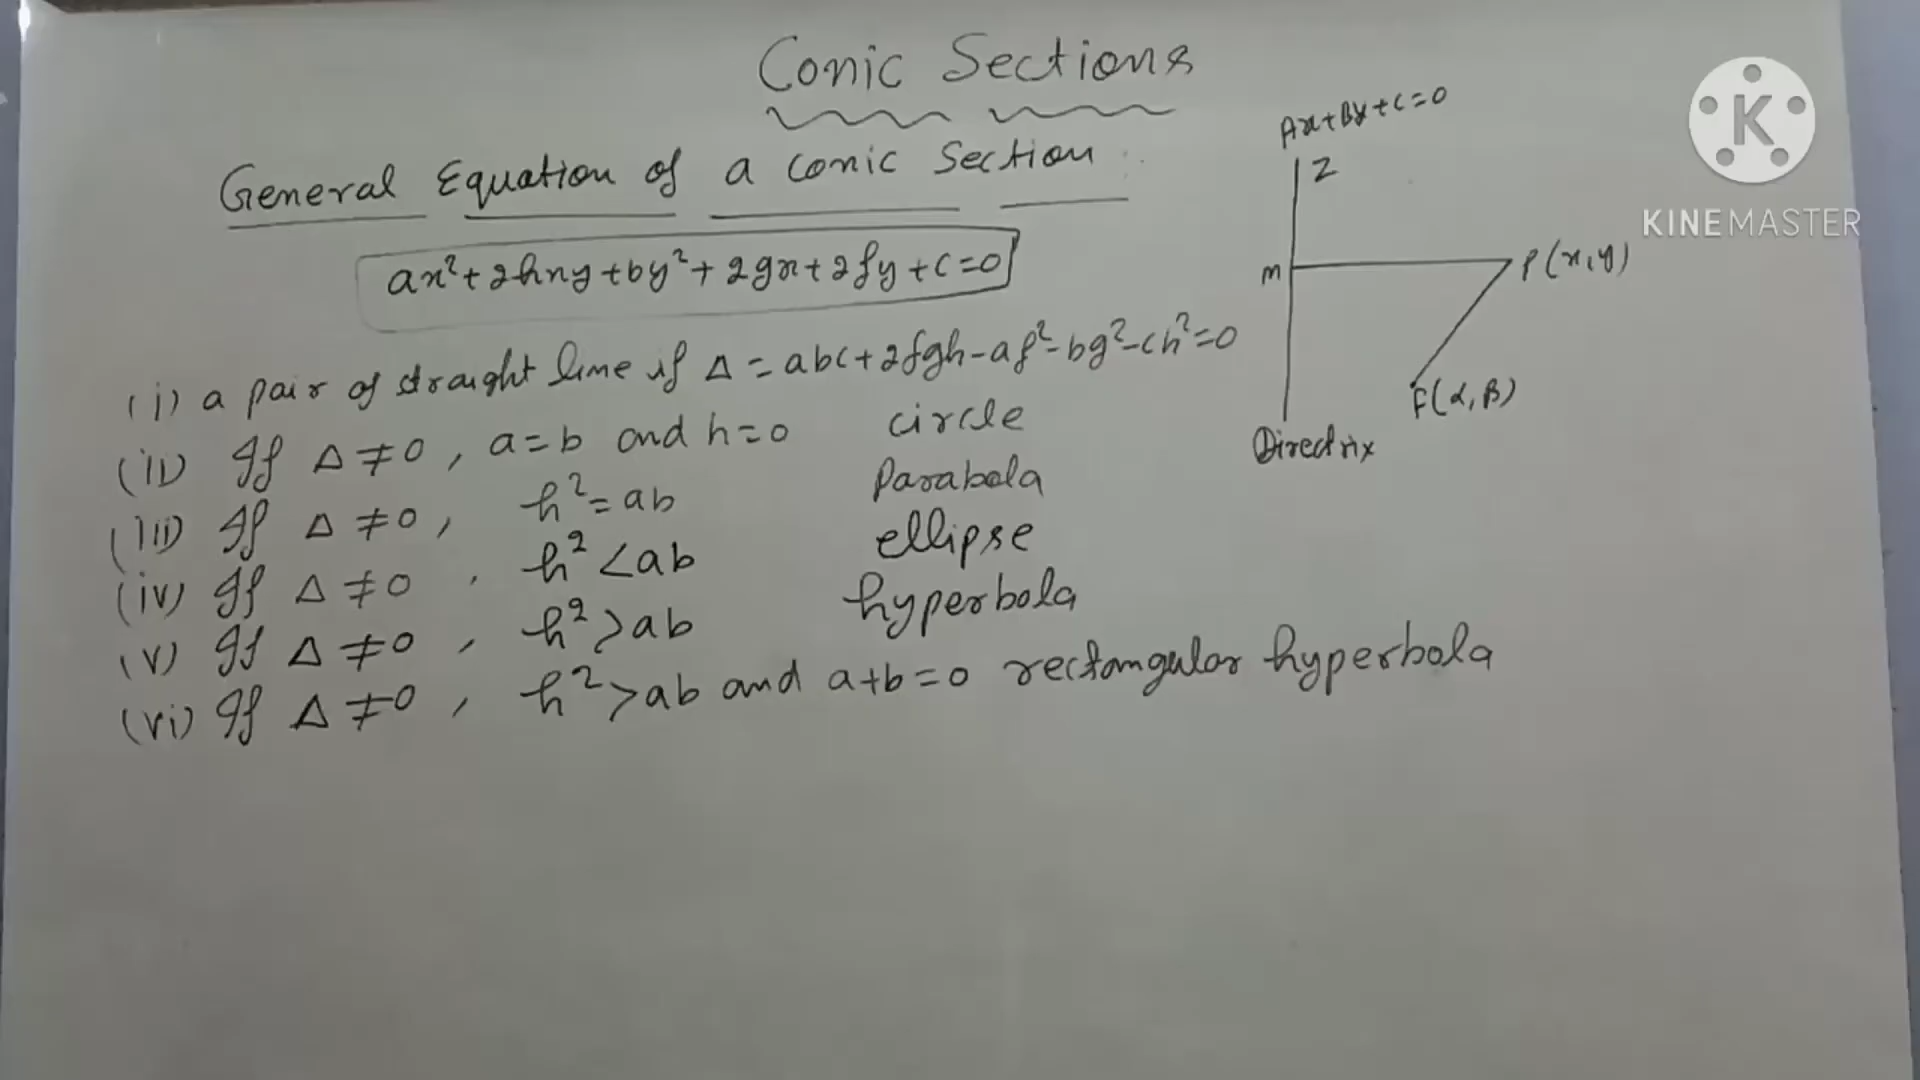 Conic Sections
General Equation of a Conic Section
ax²+2hxy+by²+2gx+2fy+c=0
(i) a pair of straight line if Δ=abc+2fgh-af²-bg²-ch²=0
(ii) If Δ≠0, a=b and h=0 circle
(iii) If Δ≠0, h²=ab Parabola
(iv) If Δ≠0, h²<ab ellipse
(v) If Δ≠0, h²>ab hyperbola
(vi) If Δ≠0, h²>ab and a+b=0 rectangular hyperbola
Ax+By+C=0
Z
M
P(x,y)
F(α,β)
Directrix
K
KINEMASTER